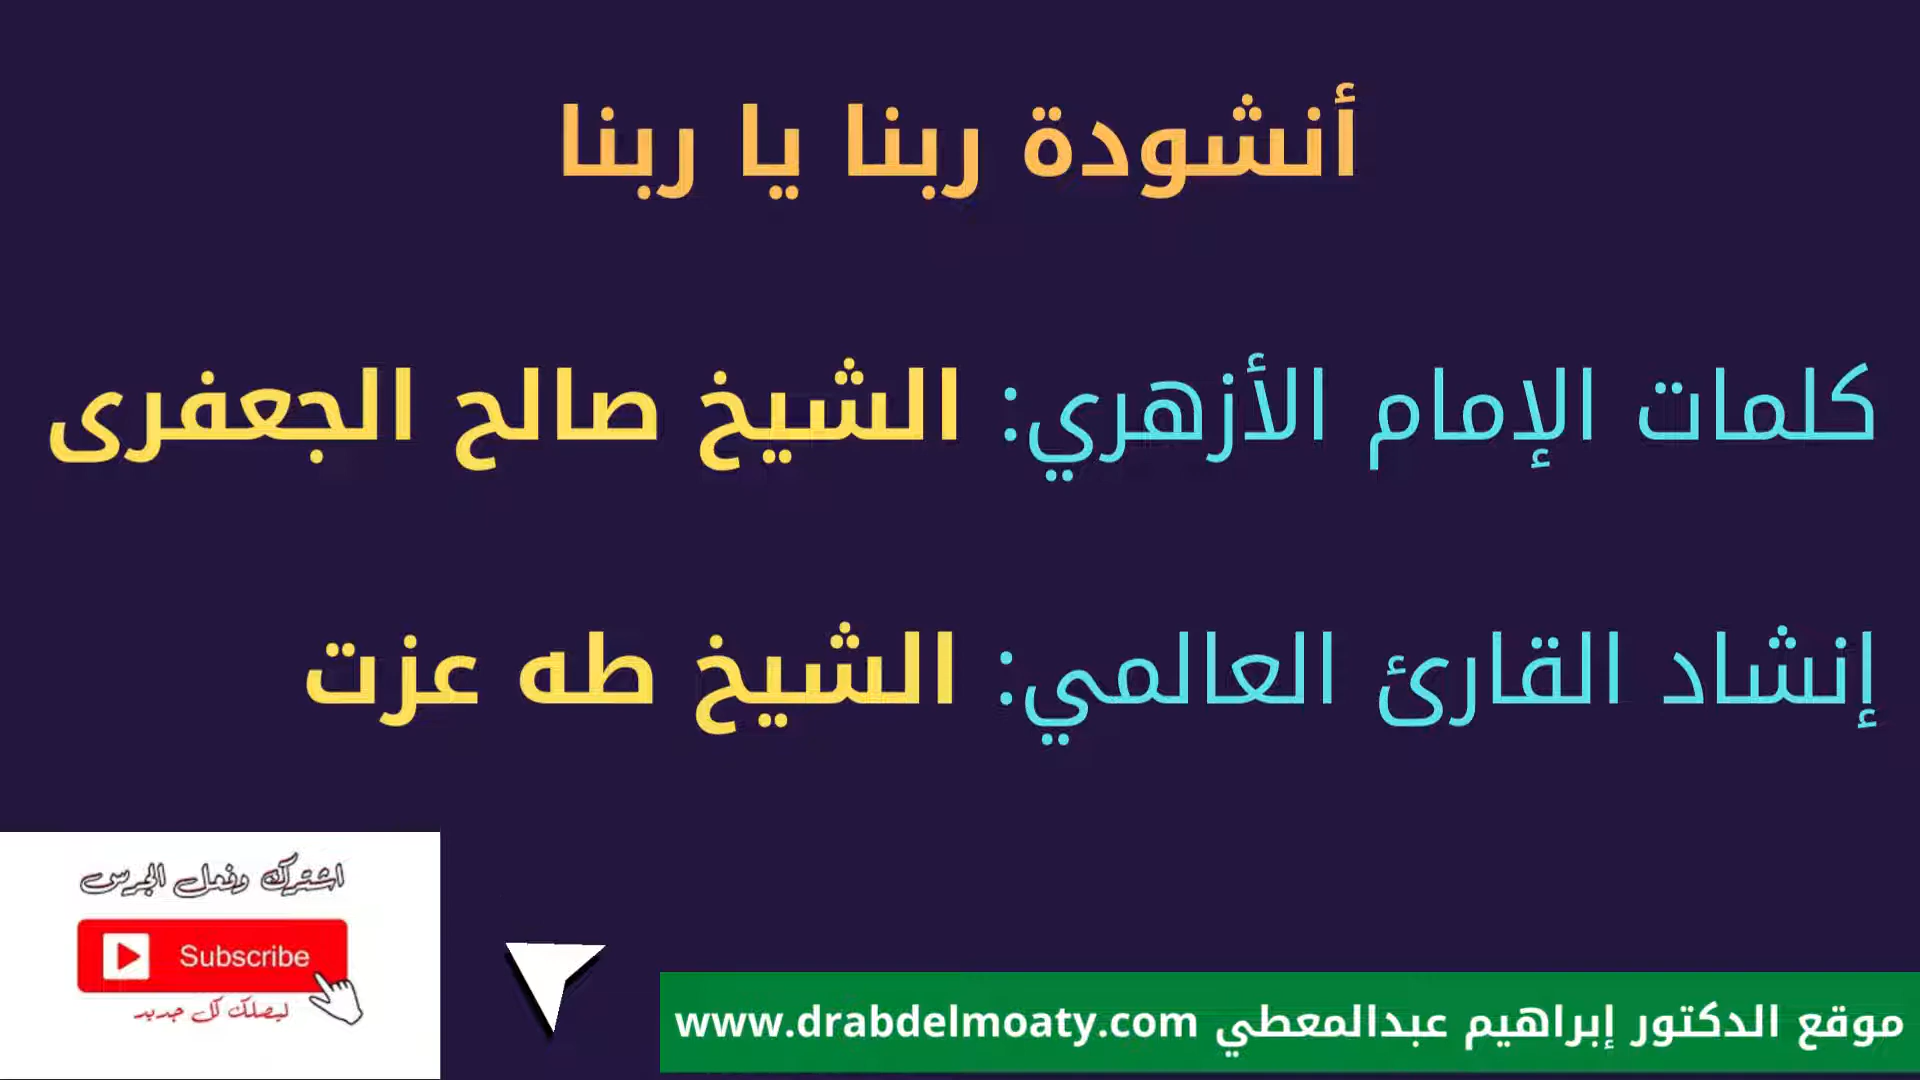 أنشودة ربنا يا ربنا
كلمات الإمام الأزهري: الشيخ صالح الجعفرى
إنشاد القارئ العالمي: الشيخ طه عزت
اشترك وفعل الجرس
Subscribe
ليصلك كل جديد
موقع الدكتور إبراهيم عبدالمعطي www.drabdelmoaty.com